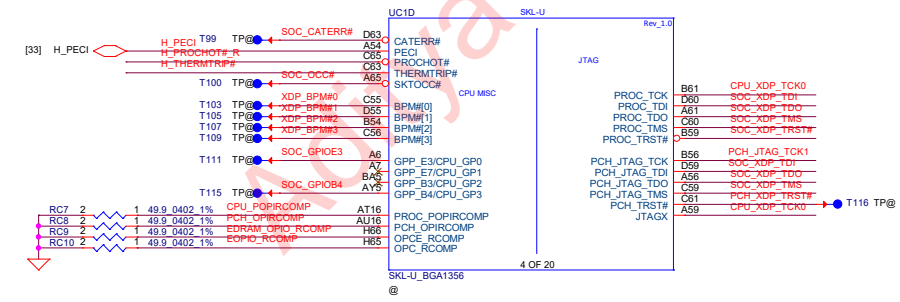 UC1D SKL-U
Rev_1.0
T99 TP@ SOC_CATERR# D63 CATERR#
[33] H_PECI H_PECI A54 PECI
H_PROCHOT#_R C65 PROCHOT#
H_THERMTRIP# C63 THERMTRIP#
T100 TP@ SOC_OCC# A65 SKTOCC#
JTAG
CPU MISC
T103 TP@ XDP_BPM#0 C55 BPM#[0]
T105 TP@ XDP_BPM#1 D55 BPM#[1]
T107 TP@ XDP_BPM#2 B54 BPM#[2]
T109 TP@ XDP_BPM#3 C56 BPM#[3]
T111 TP@ SOC_GPIOE3 A6 GPP_E3/CPU_GP0
A7 GPP_E7/CPU_GP1
BA5 GPP_B3/CPU_GP2
T115 TP@ SOC_GPIOB4 AY5 GPP_B4/CPU_GP3
RC7 2 1 49.9_0402_1% CPU_POPIRCOMP AT16 PROC_POPIRCOMP
RC8 2 1 49.9_0402_1% PCH_OPIRCOMP AU16 PCH_OPIRCOMP
RC9 2 1 49.9_0402_1% EDRAM_OPIO_RCOMP H66 OPCE_RCOMP
RC10 2 1 49.9_0402_1% EOPIO_RCOMP H65 OPC_RCOMP
PROC_TCK B61 CPU_XDP_TCK0
PROC_TDI D60 SOC_XDP_TDI
PROC_TDO A61 SOC_XDP_TDO
PROC_TMS C60 SOC_XDP_TMS
PROC_TRST# B59 SOC_XDP_TRST#
PCH_JTAG_TCK B56 PCH_JTAG_TCK1
PCH_JTAG_TDI D59 SOC_XDP_TDI
PCH_JTAG_TDO A56 SOC_XDP_TDO
PCH_JTAG_TMS C59 SOC_XDP_TMS
PCH_TRST# C61 SOC_XDP_TRST# T116 TP@
JTAGX A59 CPU_XDP_TCK0
4 OF 20
SKL-U_BGA1356
@
Aditya